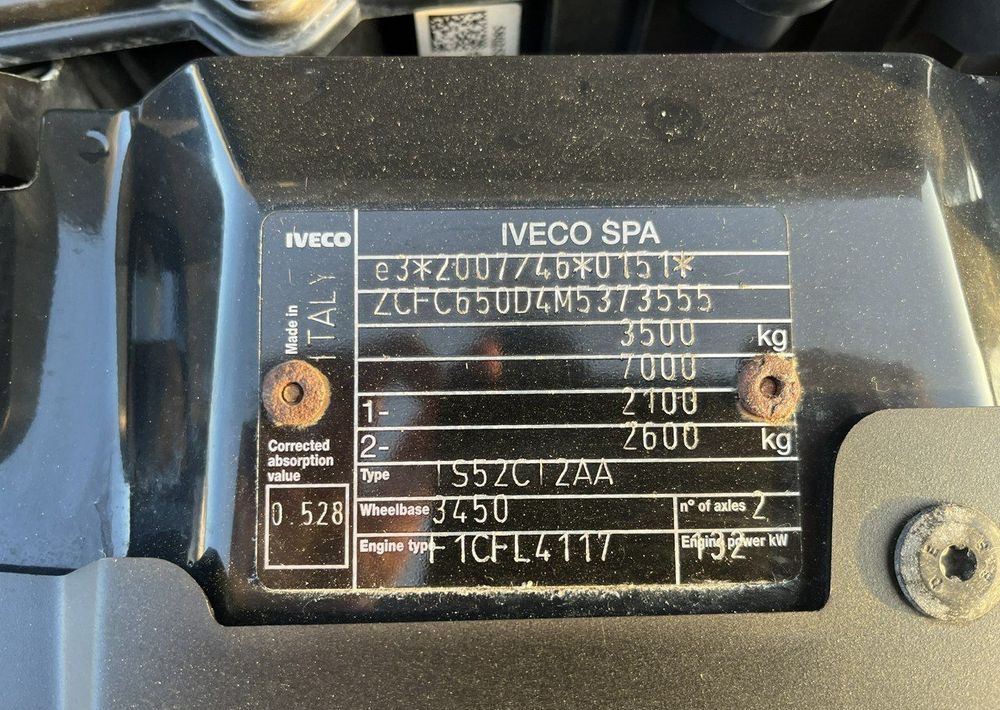 IVECO
IVECO SPA
Made in
ITALY
e3*2007/46*0151*
ZCFC650D4M5373555
3500 kg
7000
1- 2100
2- 2600 kg
Corrected
absorption
value
0.528
Type IS52CI2AA
Wheelbase 3450
n° of axles 2
Engine type F1CFL4117
Engine power kW 132